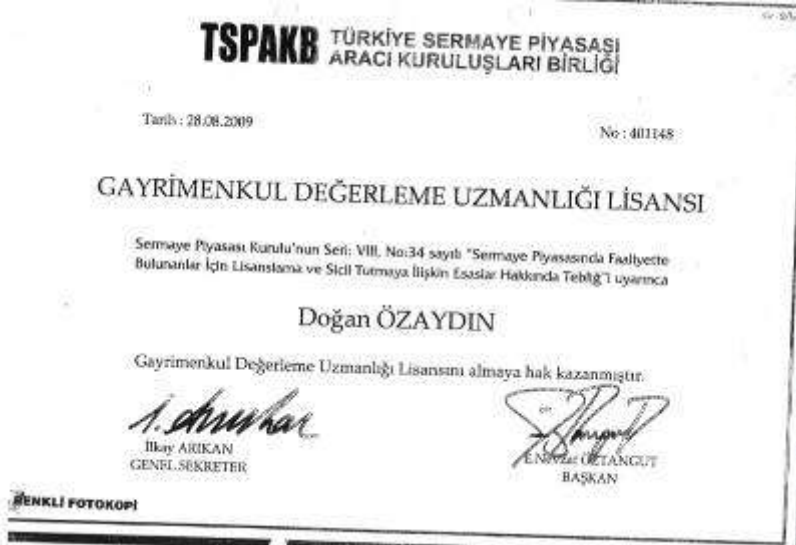 TSPAKB TÜRKİYE SERMAYE PİYASASI
ARACI KURULUŞLARI BİRLİĞİ
Tarih : 28.08.2009
No : 401148
GAYRİMENKUL DEĞERLEME UZMANLIĞI LİSANSI
Sermaye Piyasası Kurulu'nun Seri: VIII, No:34 sayılı "Sermaye Piyasasında Faaliyette
Bulunanlar İçin Lisanslama ve Sicil Tutmaya İlişkin Esaslar Hakkında Tebliğ"i uyarınca
Doğan ÖZAYDIN
Gayrimenkul Değerleme Uzmanlığı Lisansını almaya hak kazanmıştır.
İlkay ARIKAN
GENEL SEKRETER
E.Nevzat ÖZTANGUT
BAŞKAN
RENKLİ FOTOKOPİ